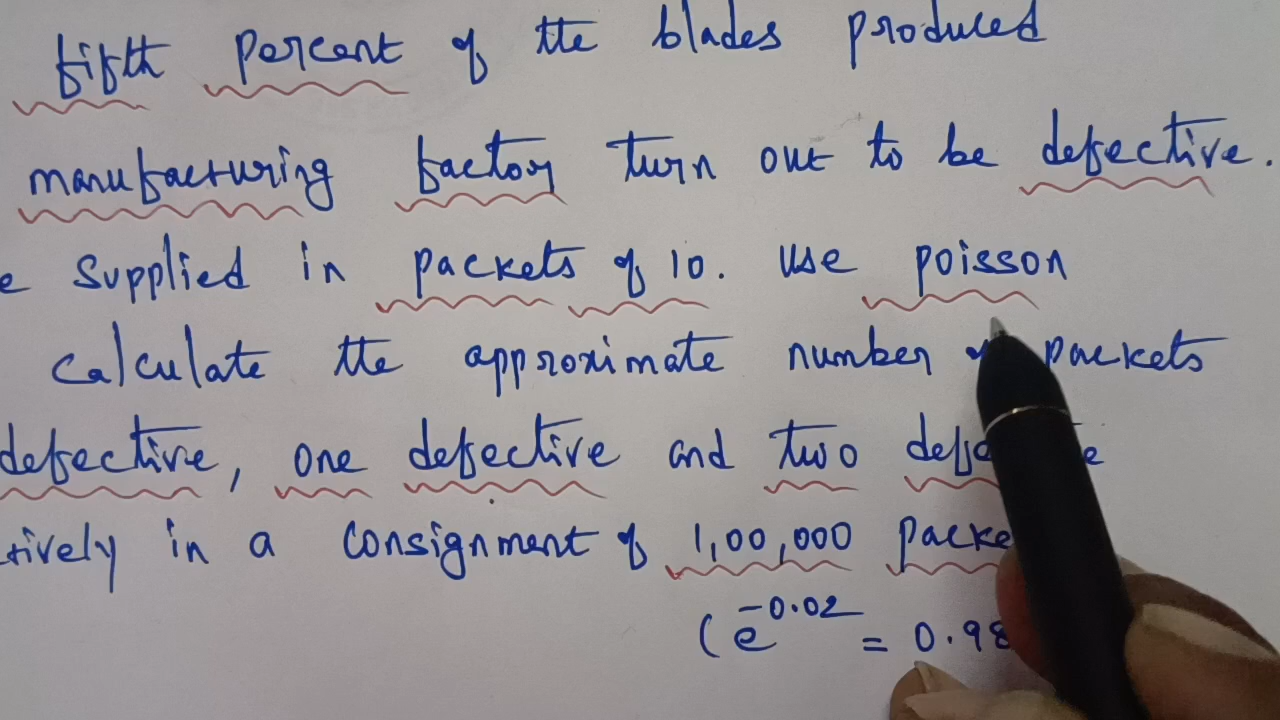 fifth percent of the blades produced
manufacturing factory turn out to be defective.
e supplied in packets of 10. Use poisson
Calculate the approximate number packets
defective, one defective and two
tively in a consignment of 1,00,000
(e^-0.02 = 0.98